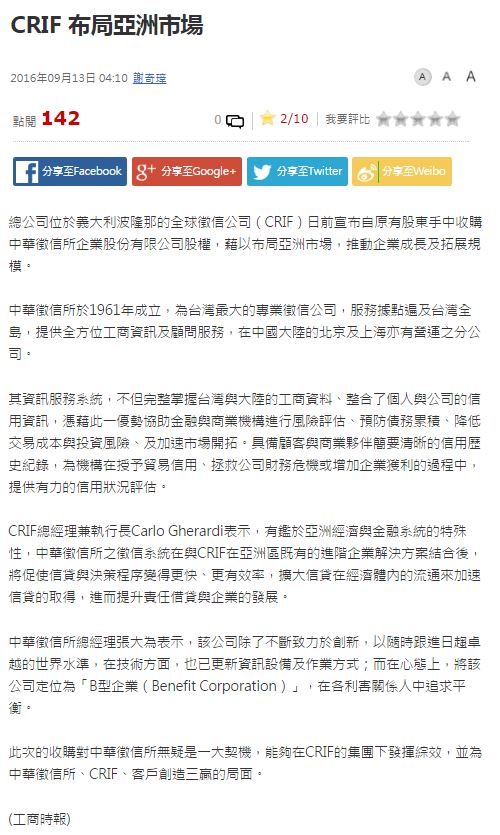 CRIF 布局亞洲市場
2016年09月13日 04:10 謝奇璋
A A A
點閱 142 0 2/10 我要評比
分享至Facebook 分享至Google+ 分享至Twitter 分享至Weibo
總公司位於義大利波隆那的全球徵信公司（CRIF）日前宣布自原有股東手中收購
中華徵信所企業股份有限公司股權，藉以布局亞洲市場，推動企業成長及拓展規
模。
中華徵信所於1961年成立，為台灣最大的專業徵信公司，服務據點遍及台灣全
島，提供全方位工商資訊及顧問服務，在中國大陸的北京及上海亦有營運之分公
司。
其資訊服務系統，不但完整掌握台灣與大陸的工商資料、整合了個人與公司的信
用資訊，憑藉此一優勢協助金融與商業機構進行風險評估、預防債務累積、降低
交易成本與投資風險、及加速市場開拓。具備顧客與商業夥伴簡要清晰的信用歷
史紀錄，為機構在授予貿易信用、拯救公司財務危機或增加企業獲利的過程中，
提供有力的信用狀況評估。
CRIF總經理兼執行長Carlo Gherardi表示，有鑑於亞洲經濟與金融系統的特殊
性，中華徵信所之徵信系統在與CRIF在亞洲區既有的進階企業解決方案結合後，
將促使信貸與決策程序變得更快、更有效率，擴大信貸在經濟體內的流通來加速
信貸的取得，進而提升責任借貸與企業的發展。
中華徵信所總經理張大為表示，該公司除了不斷致力於創新，以隨時跟進日趨卓
越的世界水準，在技術方面，也已更新資訊設備及作業方式；而在心態上，將該
公司定位為「B型企業（Benefit Corporation）」，在各利害關係人中追求平
衡。
此次的收購對中華徵信所無疑是一大契機，能夠在CRIF的集團下發揮綜效，並為
中華徵信所、CRIF、客戶創造三贏的局面。
(工商時報)